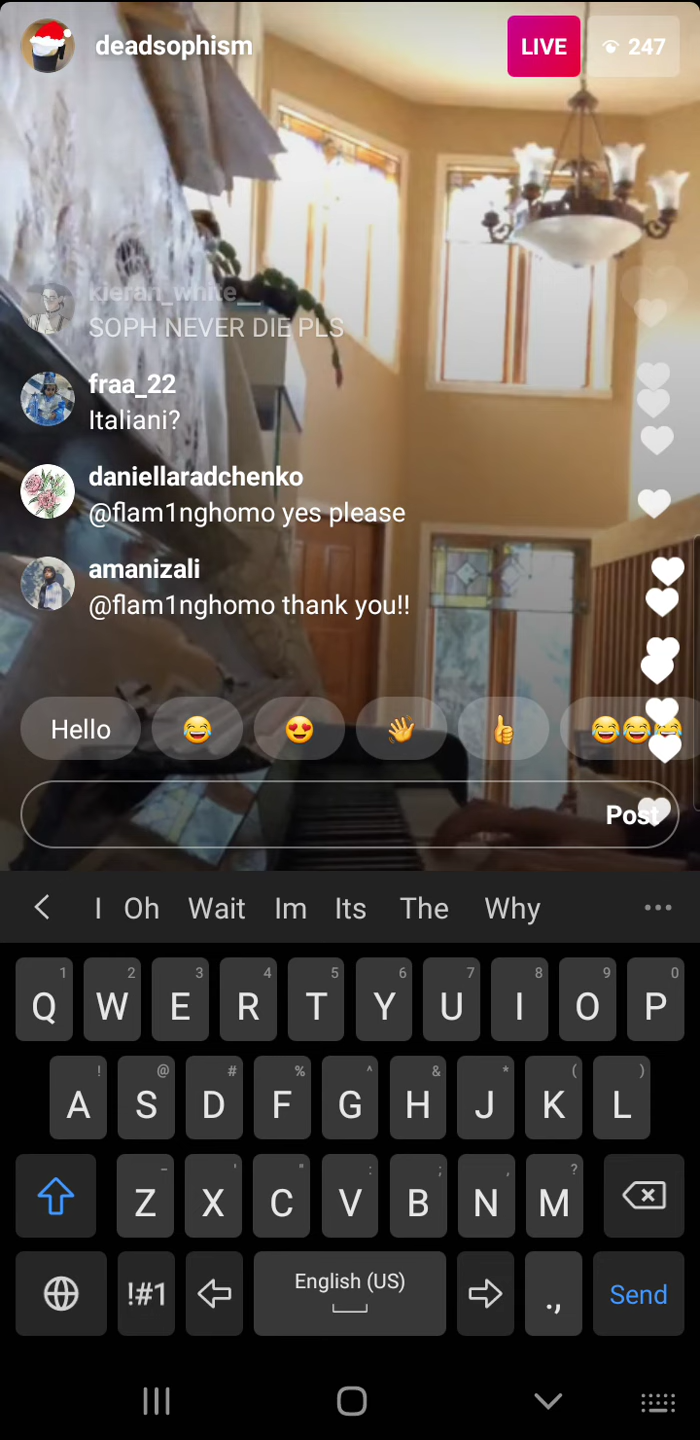 deadsophism
LIVE
247
kieran_white__
SOPH NEVER DIE PLS
fraa_22
Italiani?
daniellaradchenko
@flam1nghomo yes please
amanizali
@flam1nghomo thank you!!
Hello
Post
I Oh Wait Im Its The Why
1 2 3 4 5 6 7 8 9 0
Q W E R T Y U I O P
! @ # % ^ & * ( )
A S D F G H J K L
- ' " : ; , ?
Z X C V B N M
!#1 English (US) ., Send